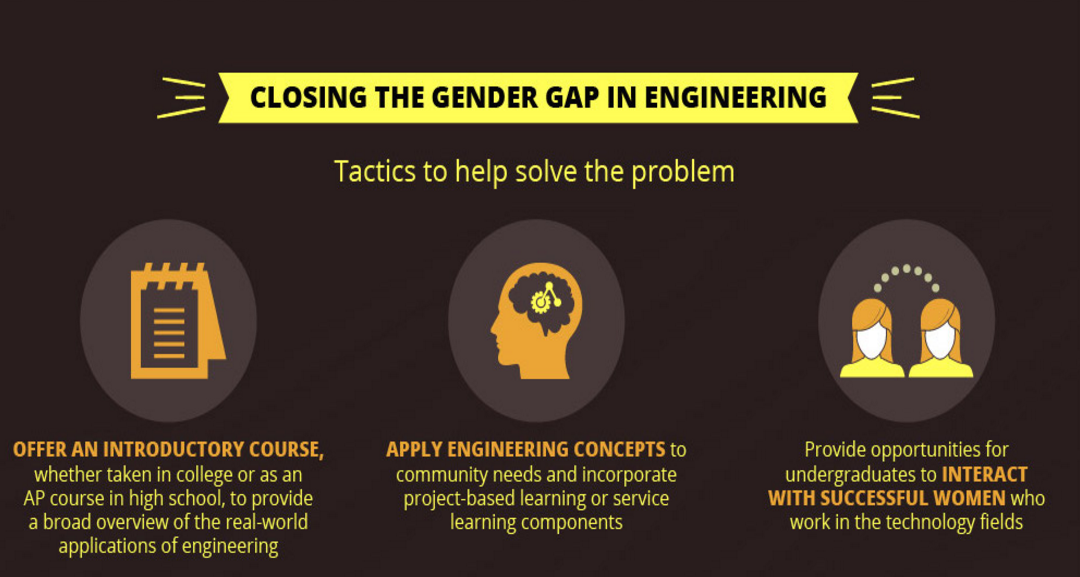 CLOSING THE GENDER GAP IN ENGINEERING
Tactics to help solve the problem
OFFER AN INTRODUCTORY COURSE,
whether taken in college or as an
AP course in high school, to provide
a broad overview of the real-world
applications of engineering
APPLY ENGINEERING CONCEPTS to
community needs and incorporate
project-based learning or service
learning components
Provide opportunities for
undergraduates to INTERACT
WITH SUCCESSFUL WOMEN who
work in the technology fields